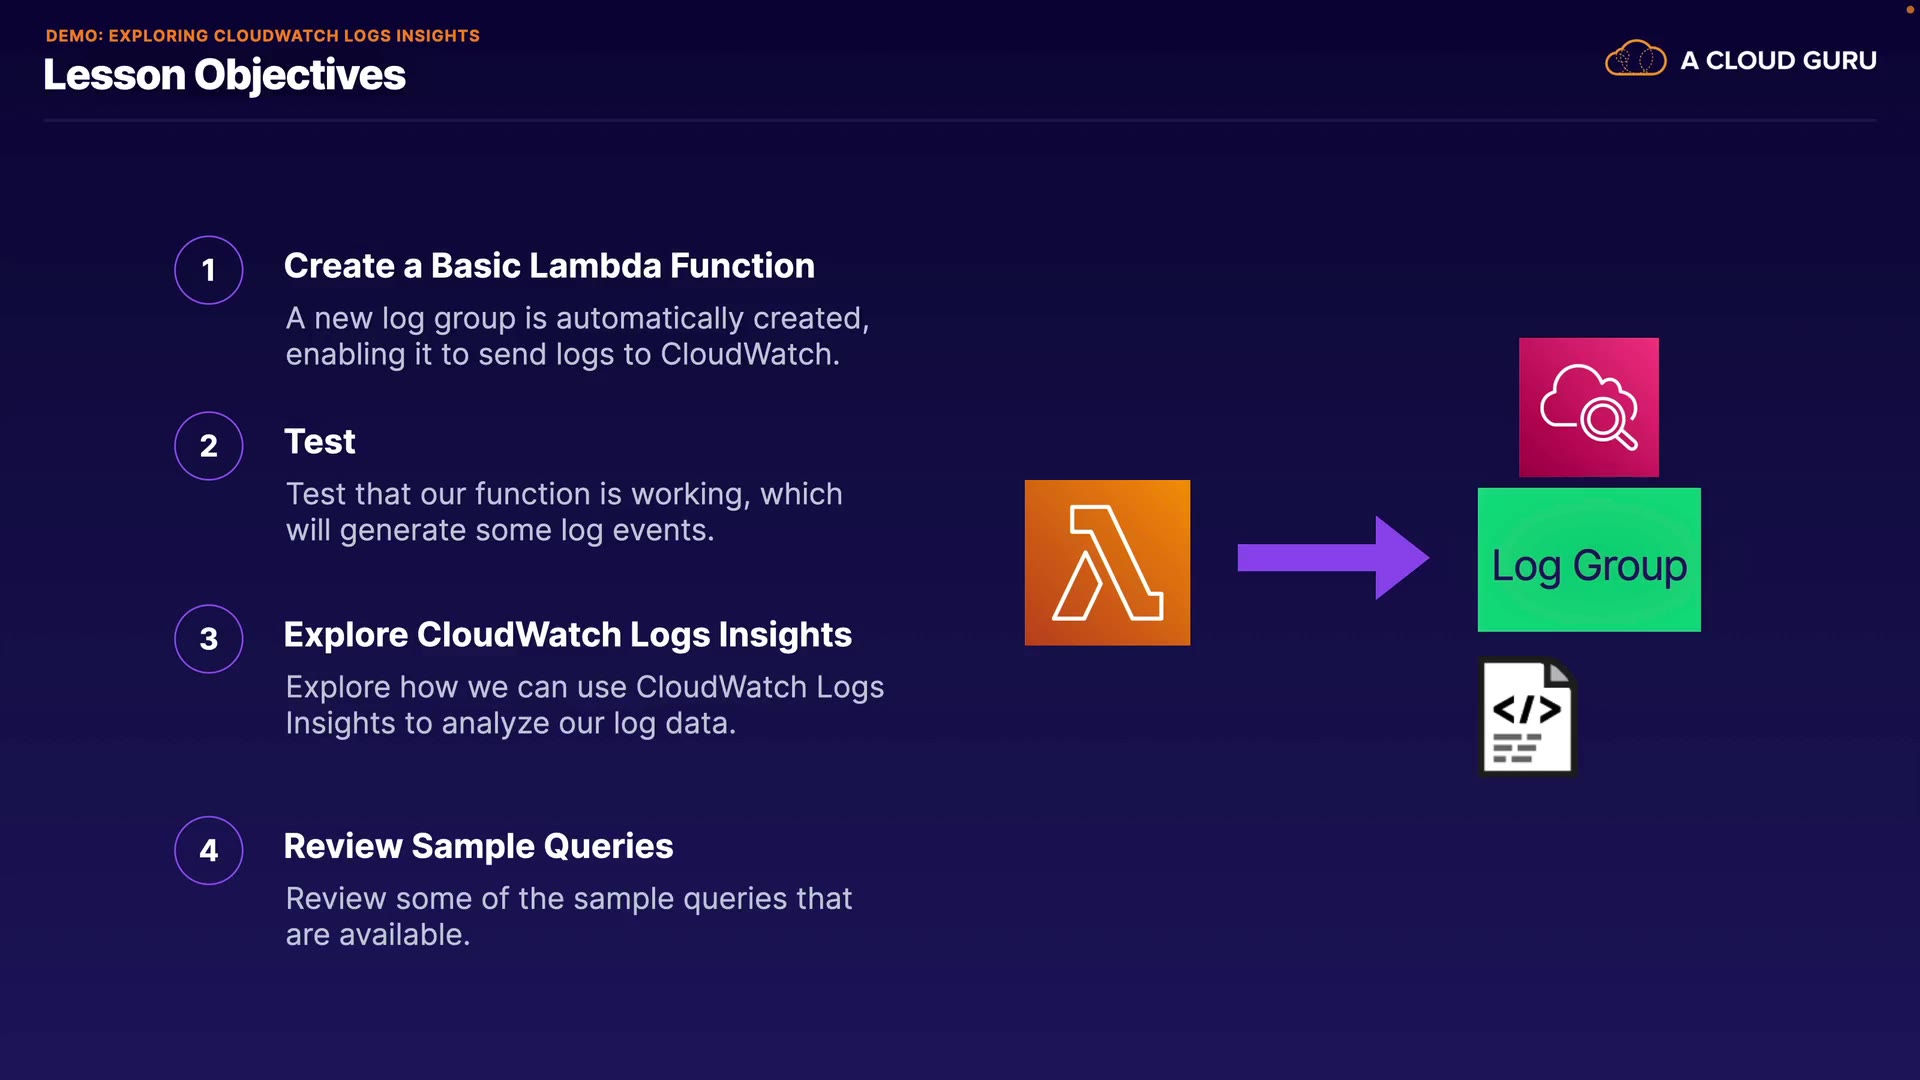 DEMO: EXPLORING CLOUDWATCH LOGS INSIGHTS
Lesson Objectives
A CLOUD GURU
1
Create a Basic Lambda Function
A new log group is automatically created,
enabling it to send logs to CloudWatch.
2
Test
Test that our function is working, which
will generate some log events.
3
Explore CloudWatch Logs Insights
Explore how we can use CloudWatch Logs
Insights to analyze our log data.
4
Review Sample Queries
Review some of the sample queries that
are available.
Log Group
</>